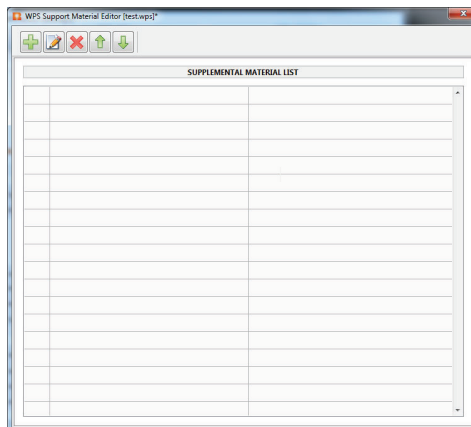 WPS Support Material Editor [test.wps]*
SUPPLEMENTAL MATERIAL LIST